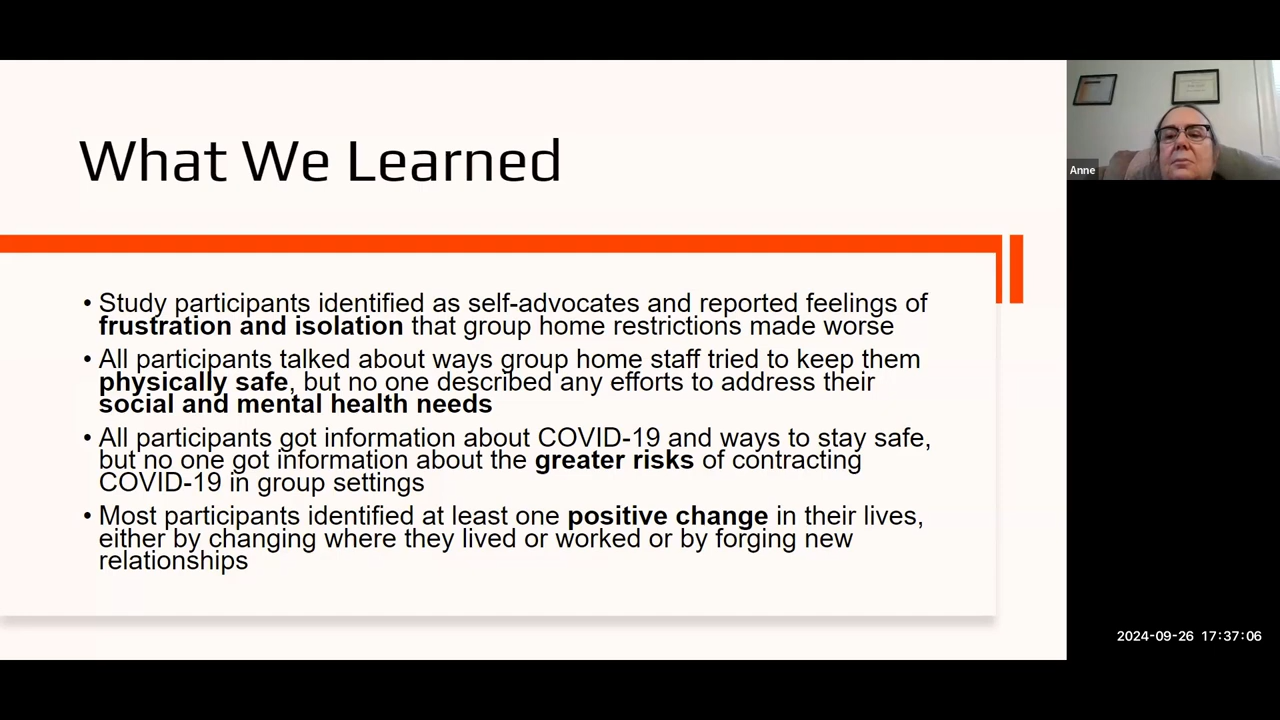 What We Learned
• Study participants identified as self-advocates and reported feelings of
frustration and isolation that group home restrictions made worse
• All participants talked about ways group home staff tried to keep them
physically safe, but no one described any efforts to address their
social and mental health needs
• All participants got information about COVID-19 and ways to stay safe,
but no one got information about the greater risks of contracting
COVID-19 in group settings
• Most participants identified at least one positive change in their lives,
either by changing where they lived or worked or by forging new
relationships
Anne
2024-09-26 17:37:06